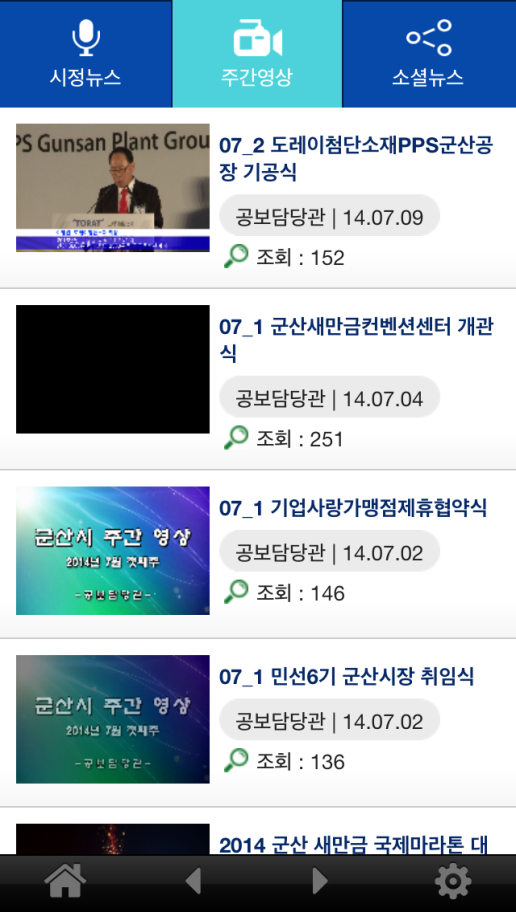 시정뉴스
주간영상
소셜뉴스
PS Gunsan Plant Grou
"TORAY"
07_2 도레이첨단소재PPS군산공
장 기공식
공보담당관 | 14.07.09
조회 : 152
07_1 군산새만금컨벤션센터 개관
식
공보담당관 | 14.07.04
조회 : 251
군산시 주간 영상
2014년 7월 첫째주
-공보담당관-
07_1 기업사랑가맹점제휴협약식
공보담당관 | 14.07.02
조회 : 146
군산시 주간 영상
2014년 7월 첫째주
-공보담당관-
07_1 민선6기 군산시장 취임식
공보담당관 | 14.07.02
조회 : 136
2014 군산 새만금 국제마라톤 대